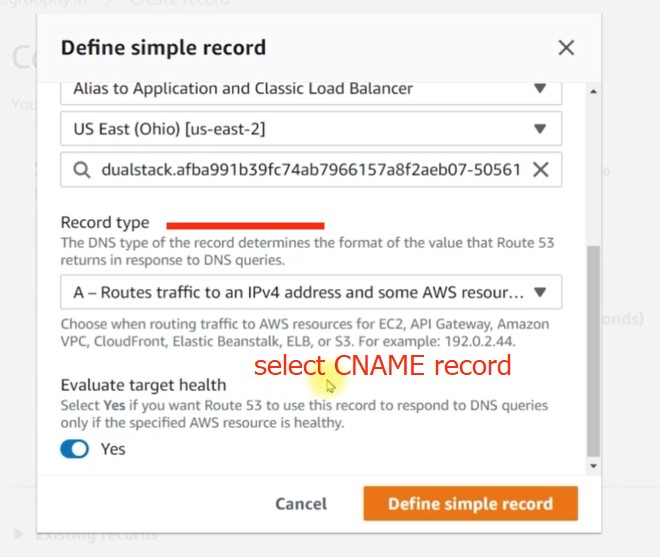 Create record
Define simple record
Alias to Application and Classic Load Balancer
US East (Ohio) [us-east-2]
dualstack.afba991b39fc74ab7966157a8f2aeb07-50561
Record type
The DNS type of the record determines the format of the value that Route 53
returns in response to DNS queries.
A – Routes traffic to an IPv4 address and some AWS resour...
Choose when routing traffic to AWS resources for EC2, API Gateway, Amazon
VPC, CloudFront, Elastic Beanstalk, ELB, or S3. For example: 192.0.2.44.
select CNAME record
Evaluate target health
Select Yes if you want Route 53 to use this record to respond to DNS queries
only if the specified AWS resource is healthy.
Yes
Cancel
Define simple record
Existing records